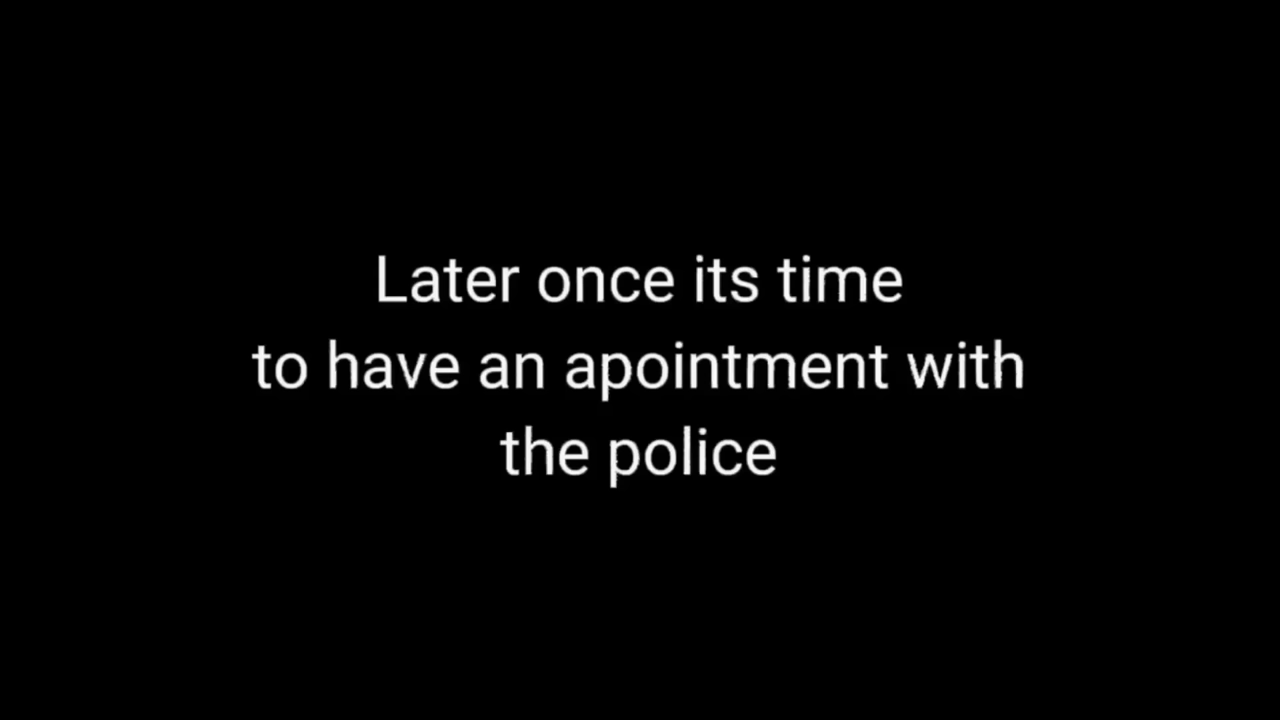 Later once its time
to have an apointment with
the police